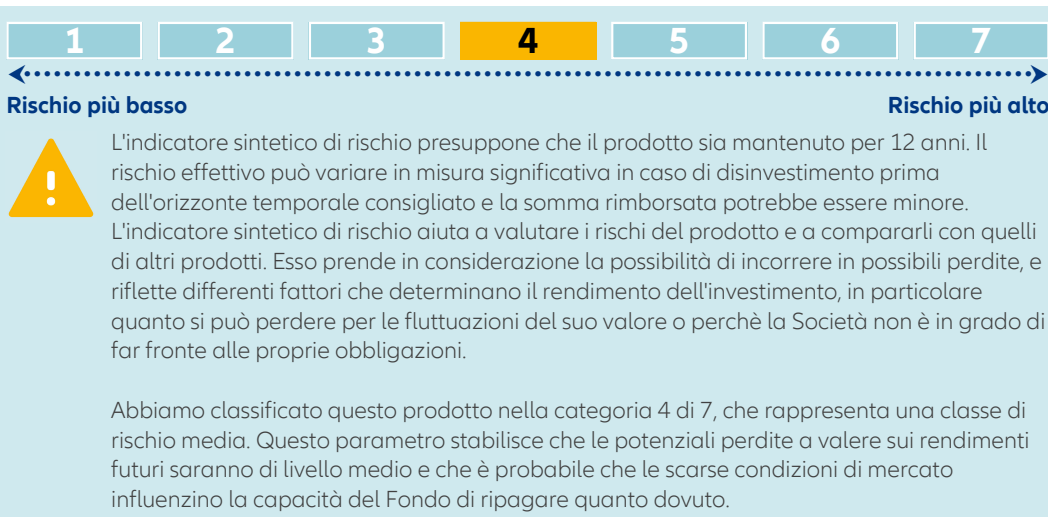 1 2 3 4 5 6 7
Rischio più basso Rischio più alto
L'indicatore sintetico di rischio presuppone che il prodotto sia mantenuto per 12 anni. Il
rischio effettivo può variare in misura significativa in caso di disinvestimento prima
dell'orizzonte temporale consigliato e la somma rimborsata potrebbe essere minore.
L'indicatore sintetico di rischio aiuta a valutare i rischi del prodotto e a compararli con quelli
di altri prodotti. Esso prende in considerazione la possibilità di incorrere in possibili perdite, e
riflette differenti fattori che determinano il rendimento dell'investimento, in particolare
quanto si può perdere per le fluttuazioni del suo valore o perchè la Società non è in grado di
far fronte alle proprie obbligazioni.
Abbiamo classificato questo prodotto nella categoria 4 di 7, che rappresenta una classe di
rischio media. Questo parametro stabilisce che le potenziali perdite a valere sui rendimenti
futuri saranno di livello medio e che è probabile che le scarse condizioni di mercato
influenzino la capacità del Fondo di ripagare quanto dovuto.